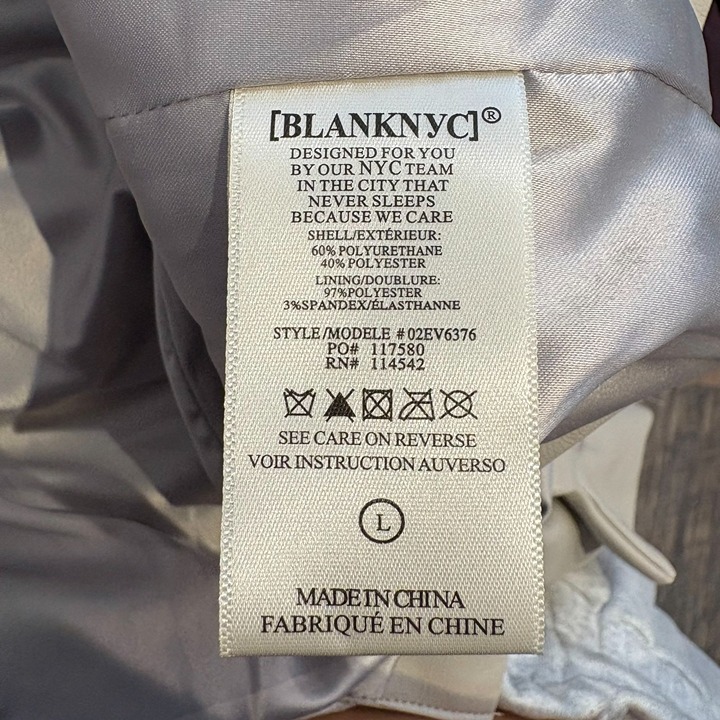 [BLANKNYC]®
DESIGNED FOR YOU
BY OUR NYC TEAM
IN THE CITY THAT
NEVER SLEEPS
BECAUSE WE CARE
SHELL/EXTÉRIEUR:
60% POLYURETHANE
40% POLYESTER
LINING/DOUBLURE:
97%POLYESTER
3%SPANDEX/ÉLASTHANNE
STYLE/MODELE #02EV6376
PO# 117580
RN# 114542
SEE CARE ON REVERSE
VOIR INSTRUCTION AUVERSO
L
MADE IN CHINA
FABRIQUÉ EN CHINE